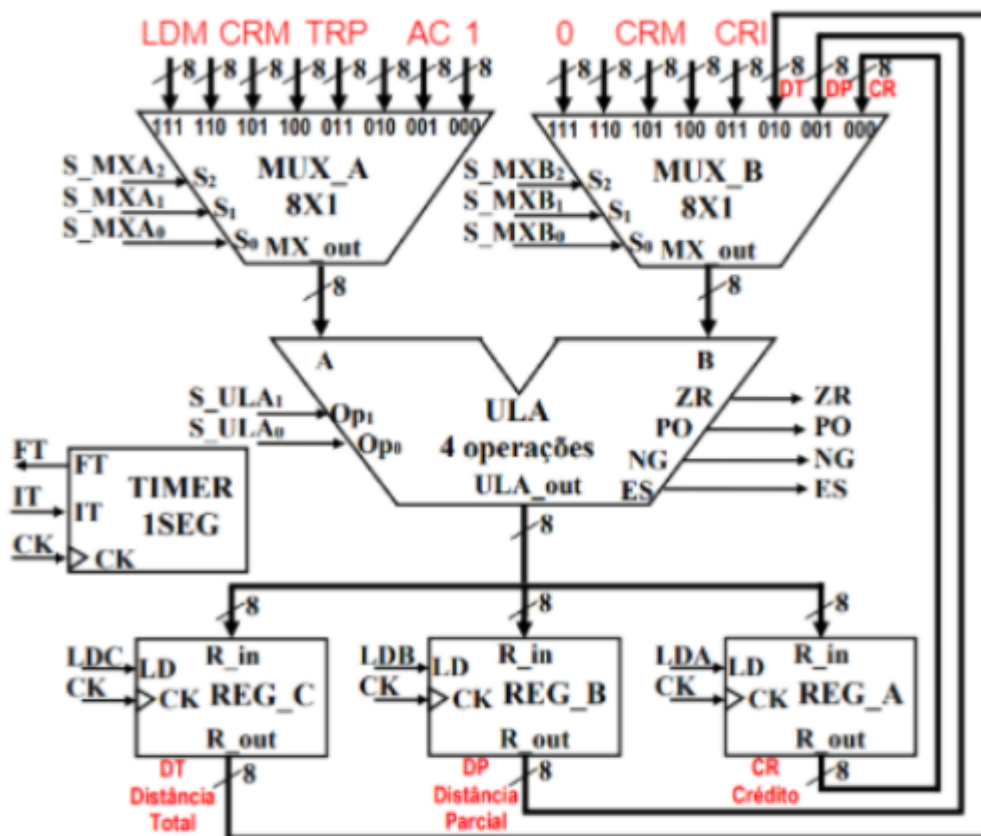 LDM CRM TRP AC 1 0 CRM CRI
8 8 8 8 8 8 8 8 8 8 8 8 8 8 8 8
DT DP CR
111 110 101 100 011 010 001 000 111 110 101 100 011 010 001 000
S_MXA2 S2 MUX_A S_MXB2 S2 MUX_B
S_MXA1 S1 8X1 S_MXB1 S1 8X1
S_MXA0 S0 MX_out S_MXB0 S0 MX_out
8 8
A B
S_ULA1 Op1 ULA ZR ZR
S_ULA0 Op0 4 operações PO PO
ULA_out NG NG
ES ES
FT FT TIMER
IT IT 1SEG
CK CK
8
8 8 8
LDC LD R_in LDB LD R_in LDA LD R_in
CK CK REG_C CK CK REG_B CK CK REG_A
R_out R_out R_out
DT 8 DP 8 CR 8
Distância Distância Crédito
Total Parcial